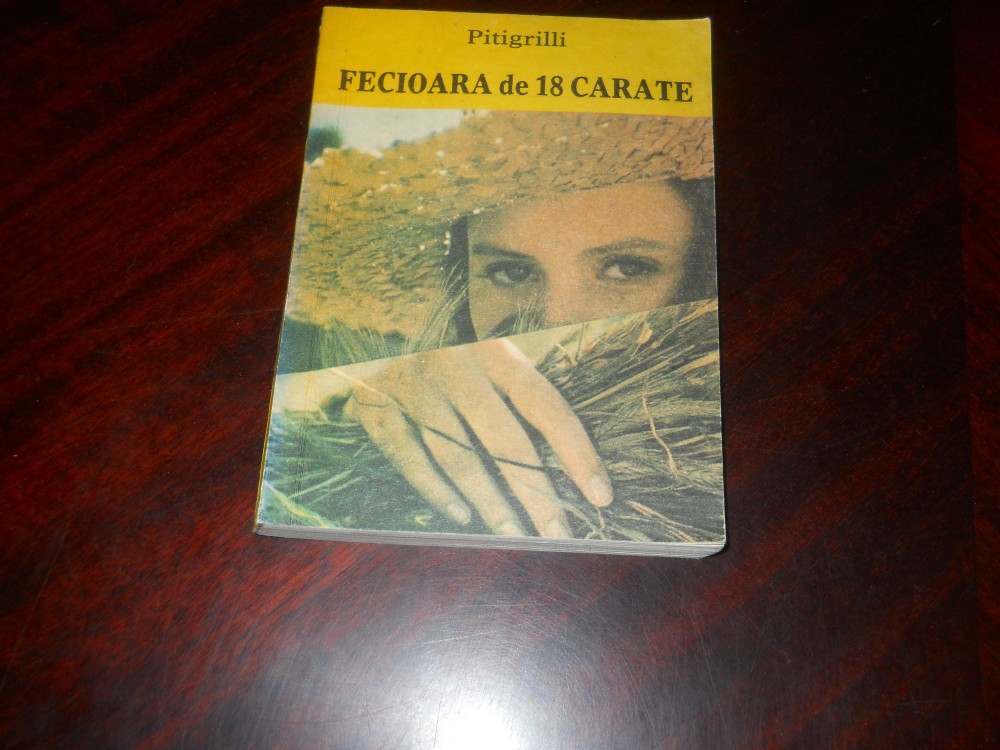 Pitigrilli
FECIOARA de 18 CARATE